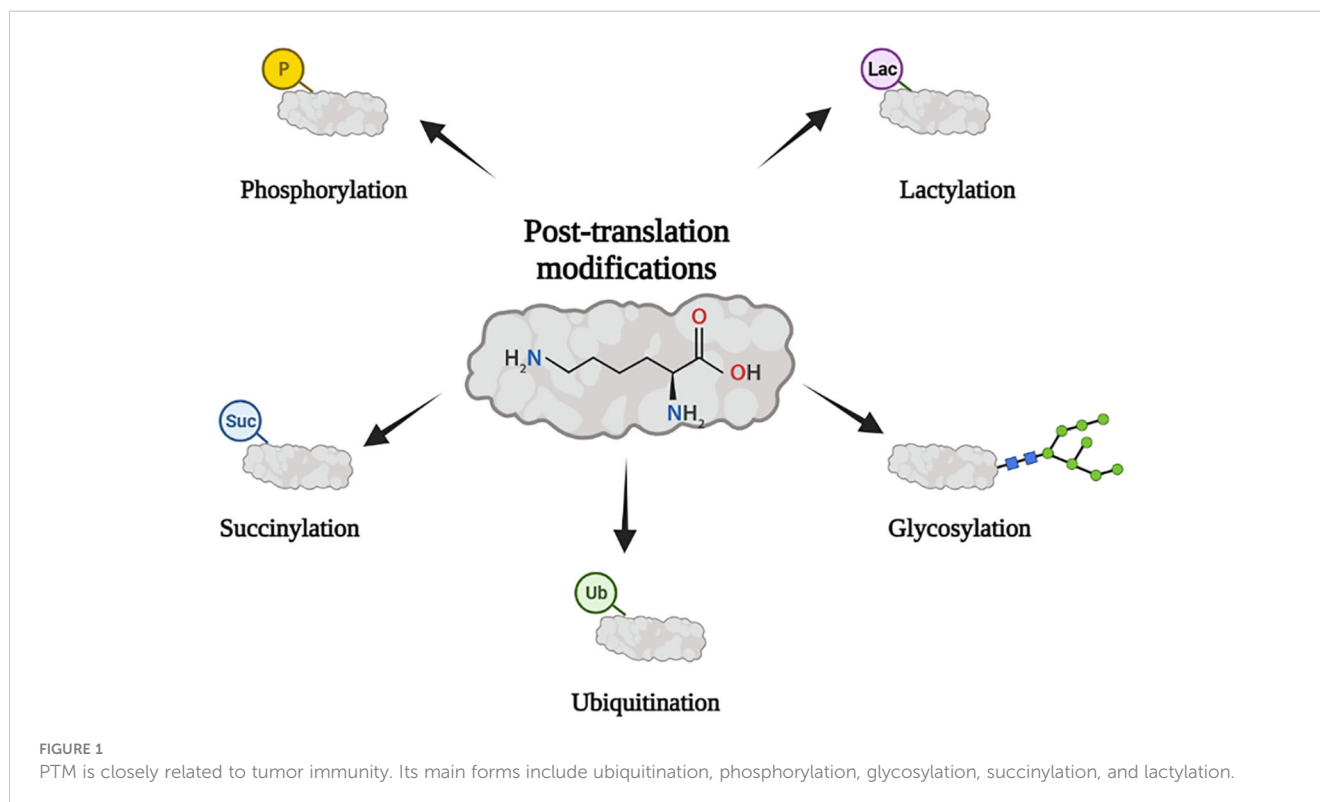 P
Lac
Phosphorylation
Lactylation
Post-translation
modifications
O
H₂N
OH
NH₂
Suc
Succinylation
Glycosylation
Ub
Ubiquitination
FIGURE 1
PTM is closely related to tumor immunity. Its main forms include ubiquitination, phosphorylation, glycosylation, succinylation, and lactylation.